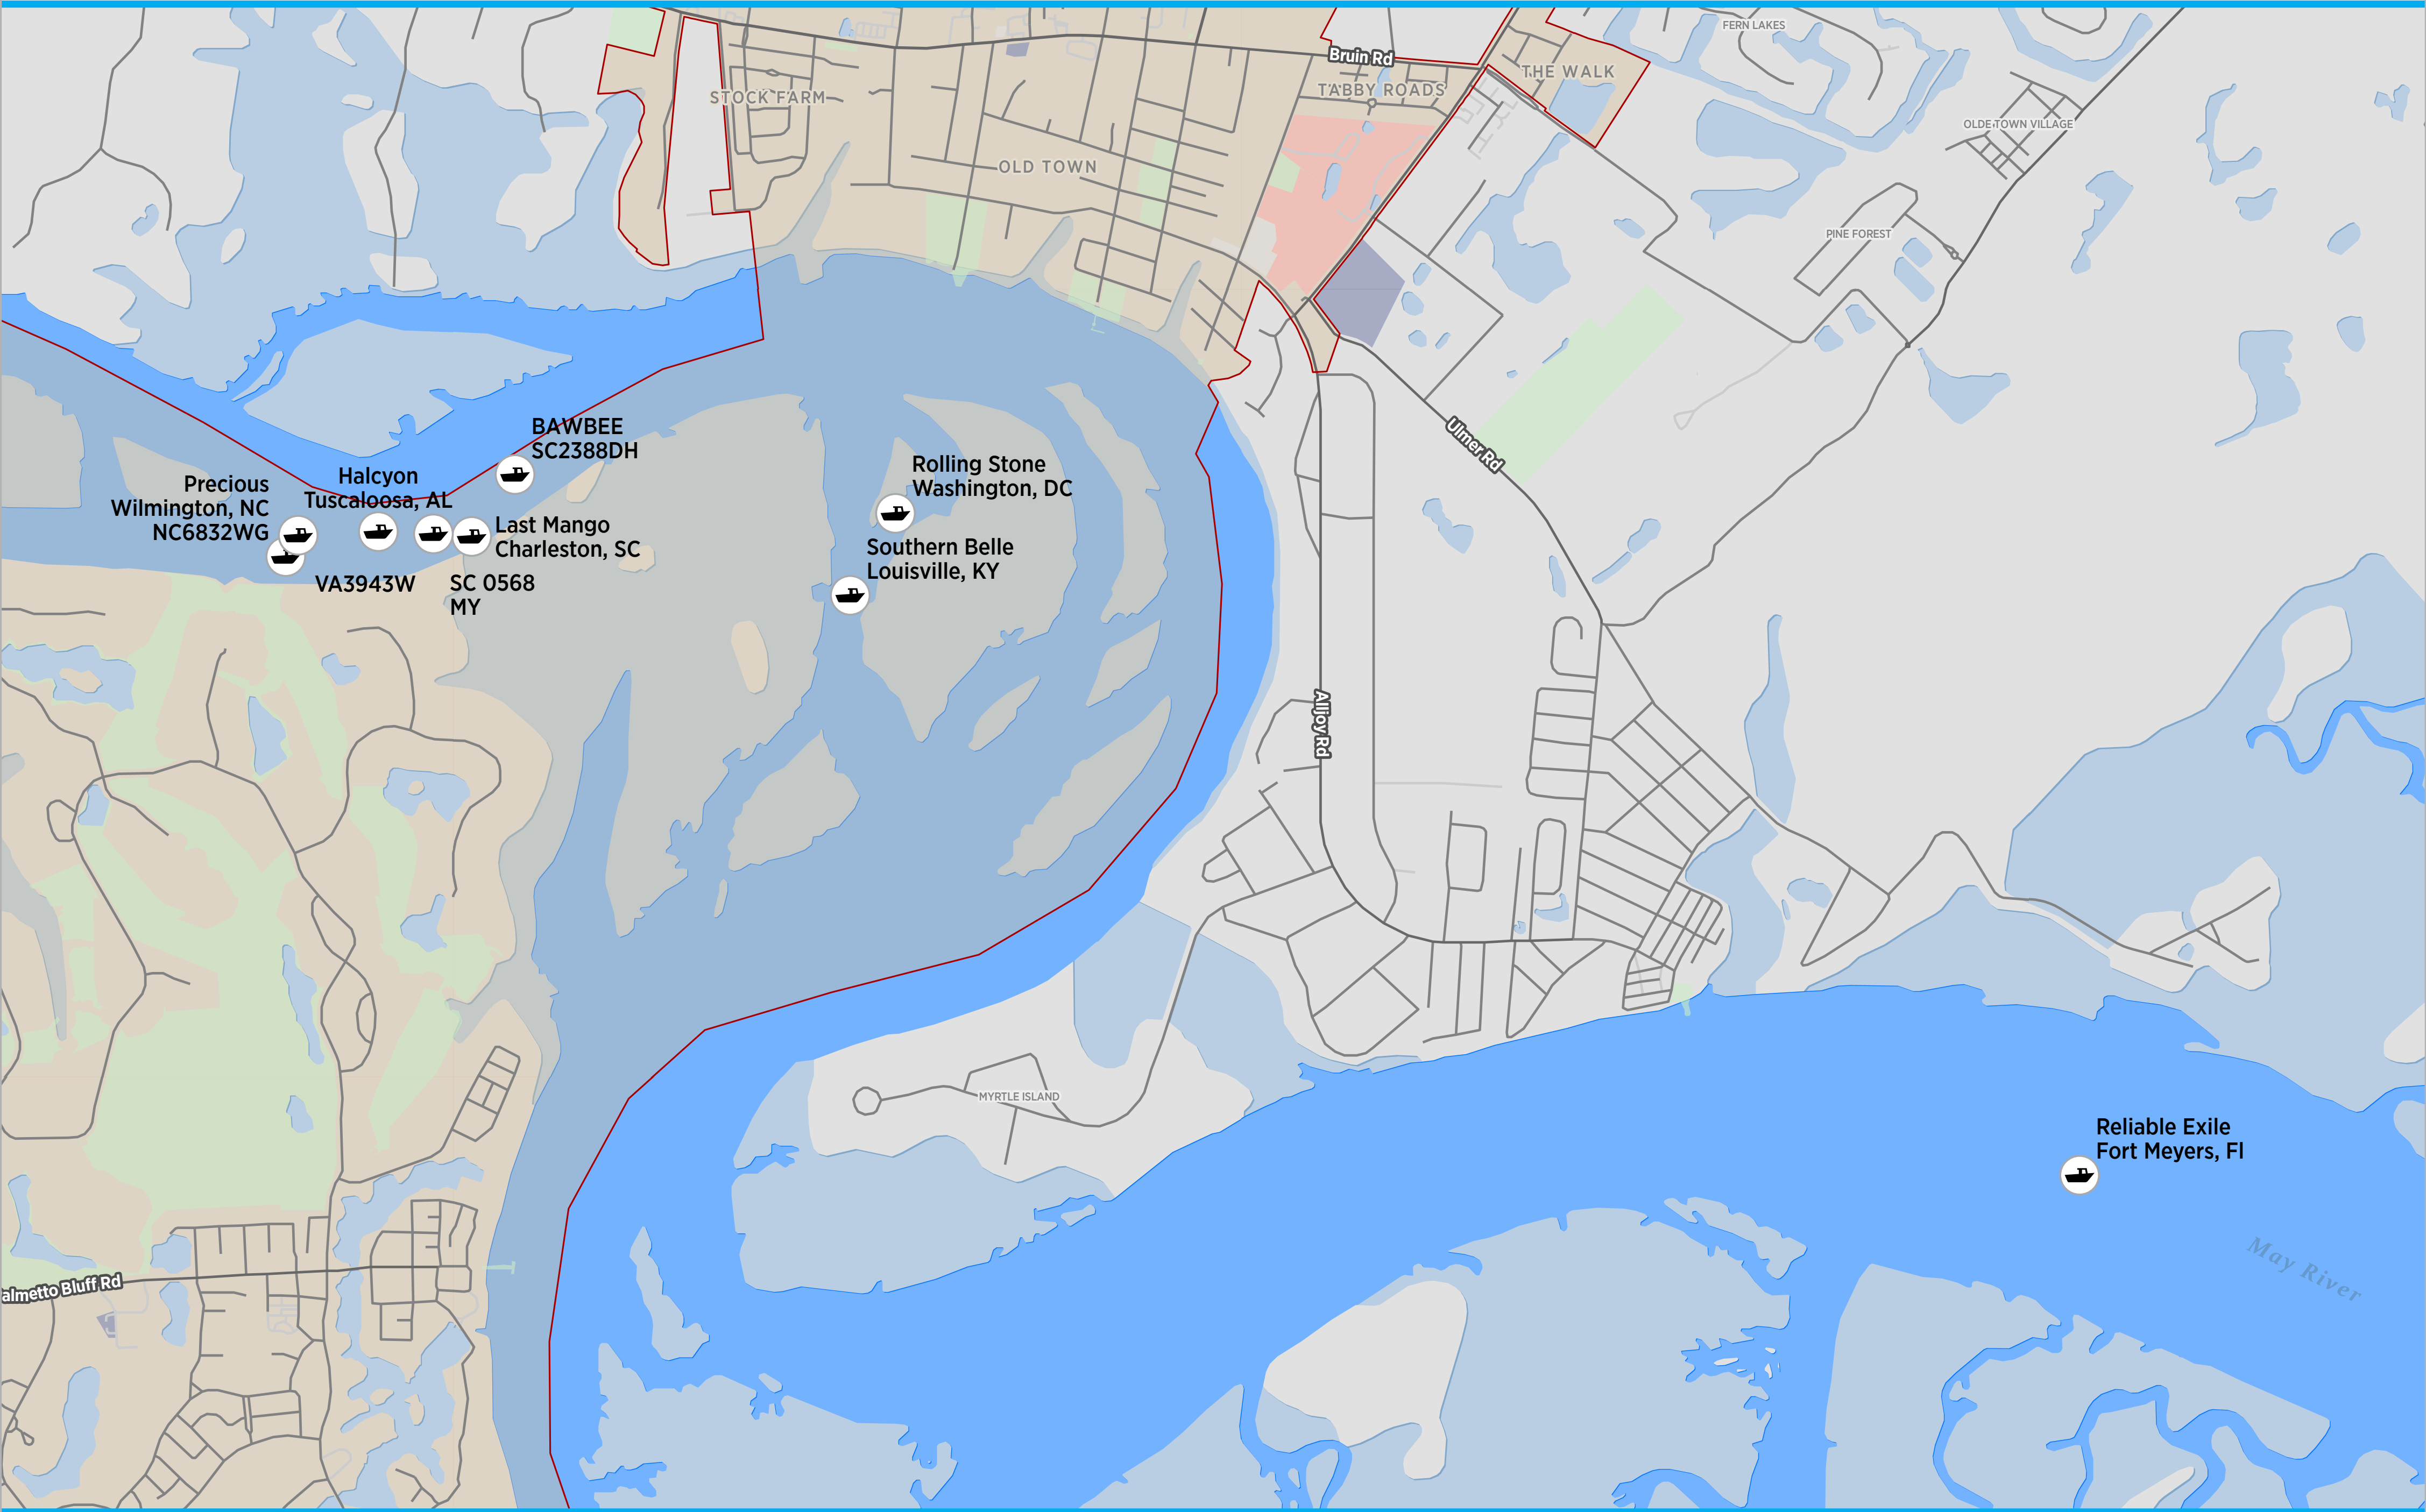 FERN LAKES
Bruin Rd
THE WALK
STOCK FARM
TABBY ROADS
OLDE TOWN VILLAGE
OLD TOWN
PINE FOREST
BAWBEE
SC2388DH
Ulmer Rd
Rolling Stone
Washington, DC
Halcyon
Tuscaloosa, AL
Precious
Wilmington, NC
NC6832WG
Last Mango
Charleston, SC
Southern Belle
Louisville, KY
VA3943W
SC 0568
MY
Alljoy Rd
MYRTLE ISLAND
Reliable Exile
Fort Meyers, Fl
May River
almetto Bluff Rd